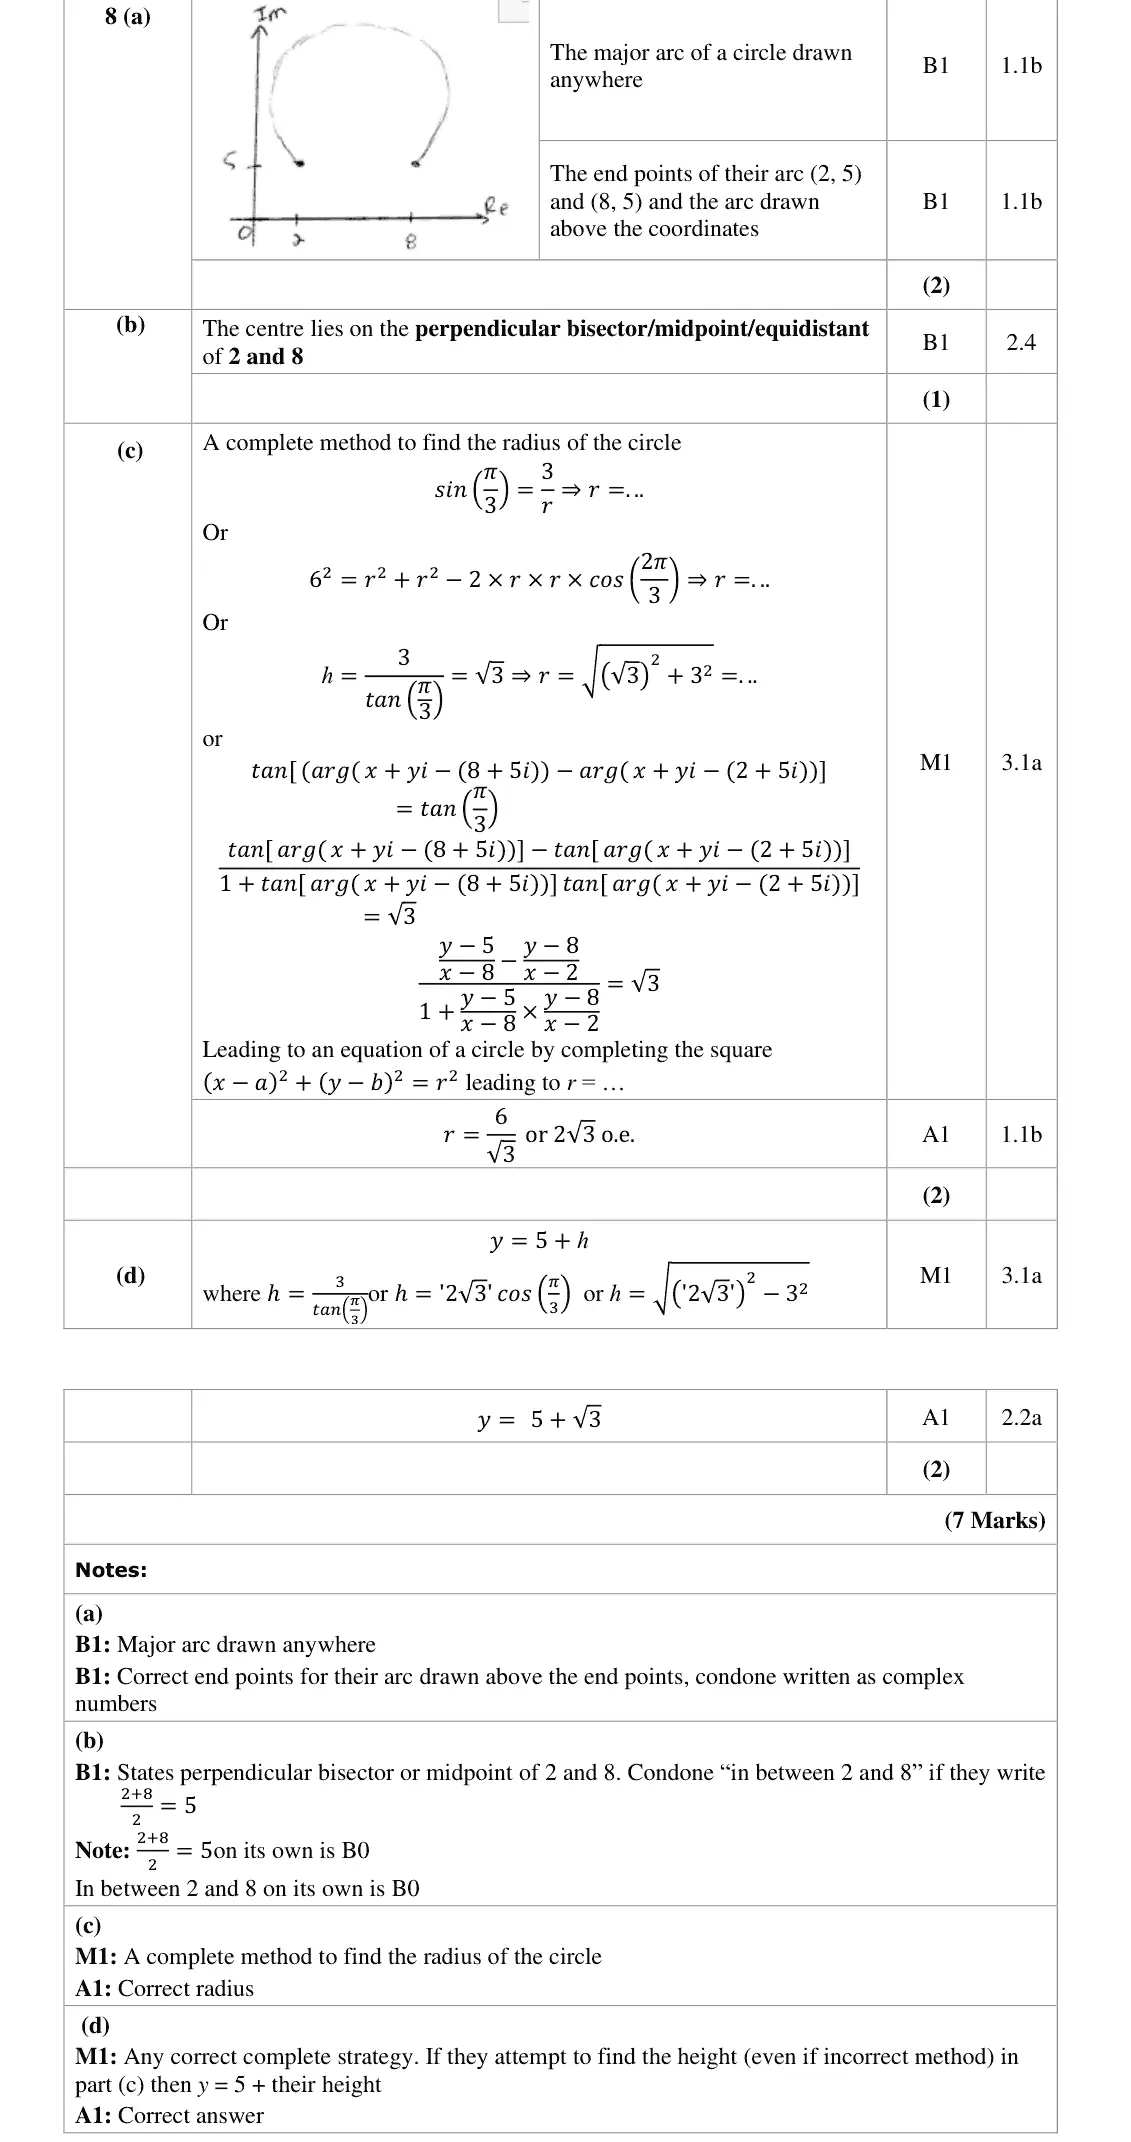 8 (a)
Im
5
O
2
8
Re
The major arc of a circle drawn
anywhere
B1
1.1b
The end points of their arc (2, 5)
and (8, 5) and the arc drawn
above the coordinates
B1
1.1b
(2)
(b)
The centre lies on the perpendicular bisector/midpoint/equidistant
of 2 and 8
B1
2.4
(1)
(c)
A complete method to find the radius of the circle
sin(π/3) = 3/r ⇒ r =. ..
Or
6² = r² + r² − 2 × r × r × cos(2π/3) ⇒ r =. ..
Or
h = 3/tan(π/3) = √3 ⇒ r = √((√3)² + 3²) =. ..
or
tan[ (arg( x + yi − (8 + 5i)) − arg( x + yi − (2 + 5i))]
= tan(π/3)
tan[ arg( x + yi − (8 + 5i))] − tan[ arg( x + yi − (2 + 5i))]
1 + tan[ arg( x + yi − (8 + 5i))] tan[ arg( x + yi − (2 + 5i))]
= √3
(y − 5)/(x − 8) − (y − 8)/(x − 2)
1 + (y − 5)/(x − 8) × (y − 8)/(x − 2)
= √3
Leading to an equation of a circle by completing the square
(x − a)² + (y − b)² = r² leading to r = …
M1
3.1a
r = 6/√3 or 2√3 o.e.
A1
1.1b
(2)
(d)
y = 5 + h
where h = 3/tan(π/3) or h = '2√3' cos(π/3) or h = √(('2√3')² − 3²)
M1
3.1a
y = 5 + √3
A1
2.2a
(2)
(7 Marks)
Notes:
(a)
B1: Major arc drawn anywhere
B1: Correct end points for their arc drawn above the end points, condone written as complex
numbers
(b)
B1: States perpendicular bisector or midpoint of 2 and 8. Condone “in between 2 and 8” if they write
(2+8)/2 = 5
Note: (2+8)/2 = 5on its own is B0
In between 2 and 8 on its own is B0
(c)
M1: A complete method to find the radius of the circle
A1: Correct radius
(d)
M1: Any correct complete strategy. If they attempt to find the height (even if incorrect method) in
part (c) then y = 5 + their height
A1: Correct answer